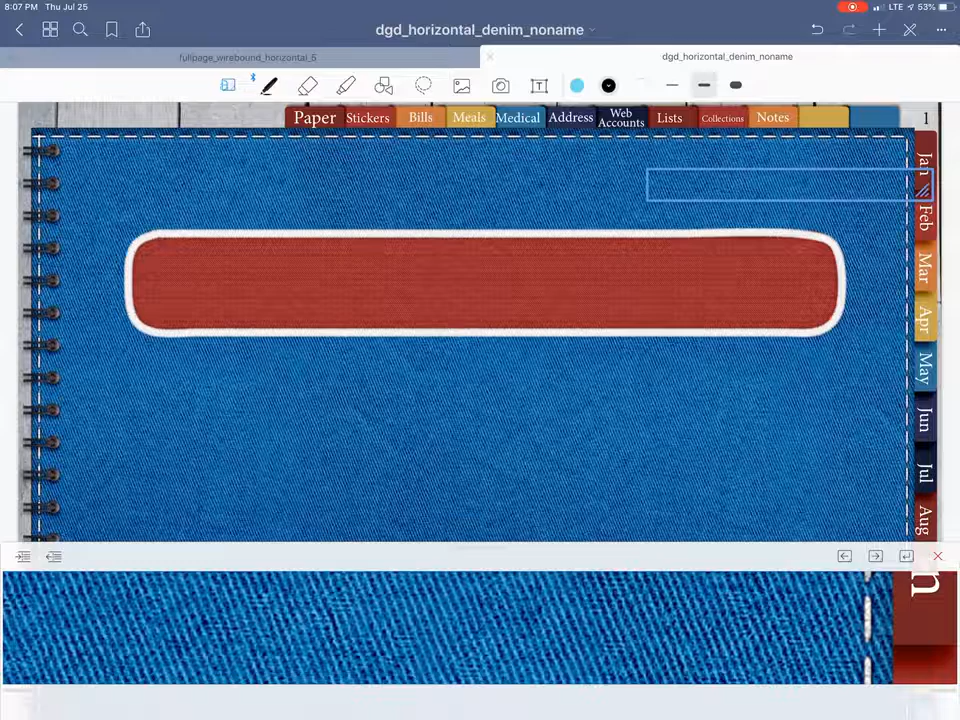 8:07 PM Thu Jul 25
LTE 53%
dgd_horizontal_denim_noname
fullpage_wirebound_horizontal_5
dgd_horizontal_denim_noname
T
Paper Stickers Bills Meals Medical Address Web Accounts Lists Collections Notes
1
Jan
Feb
Mar
Apr
May
Jun
Jul
Aug
n